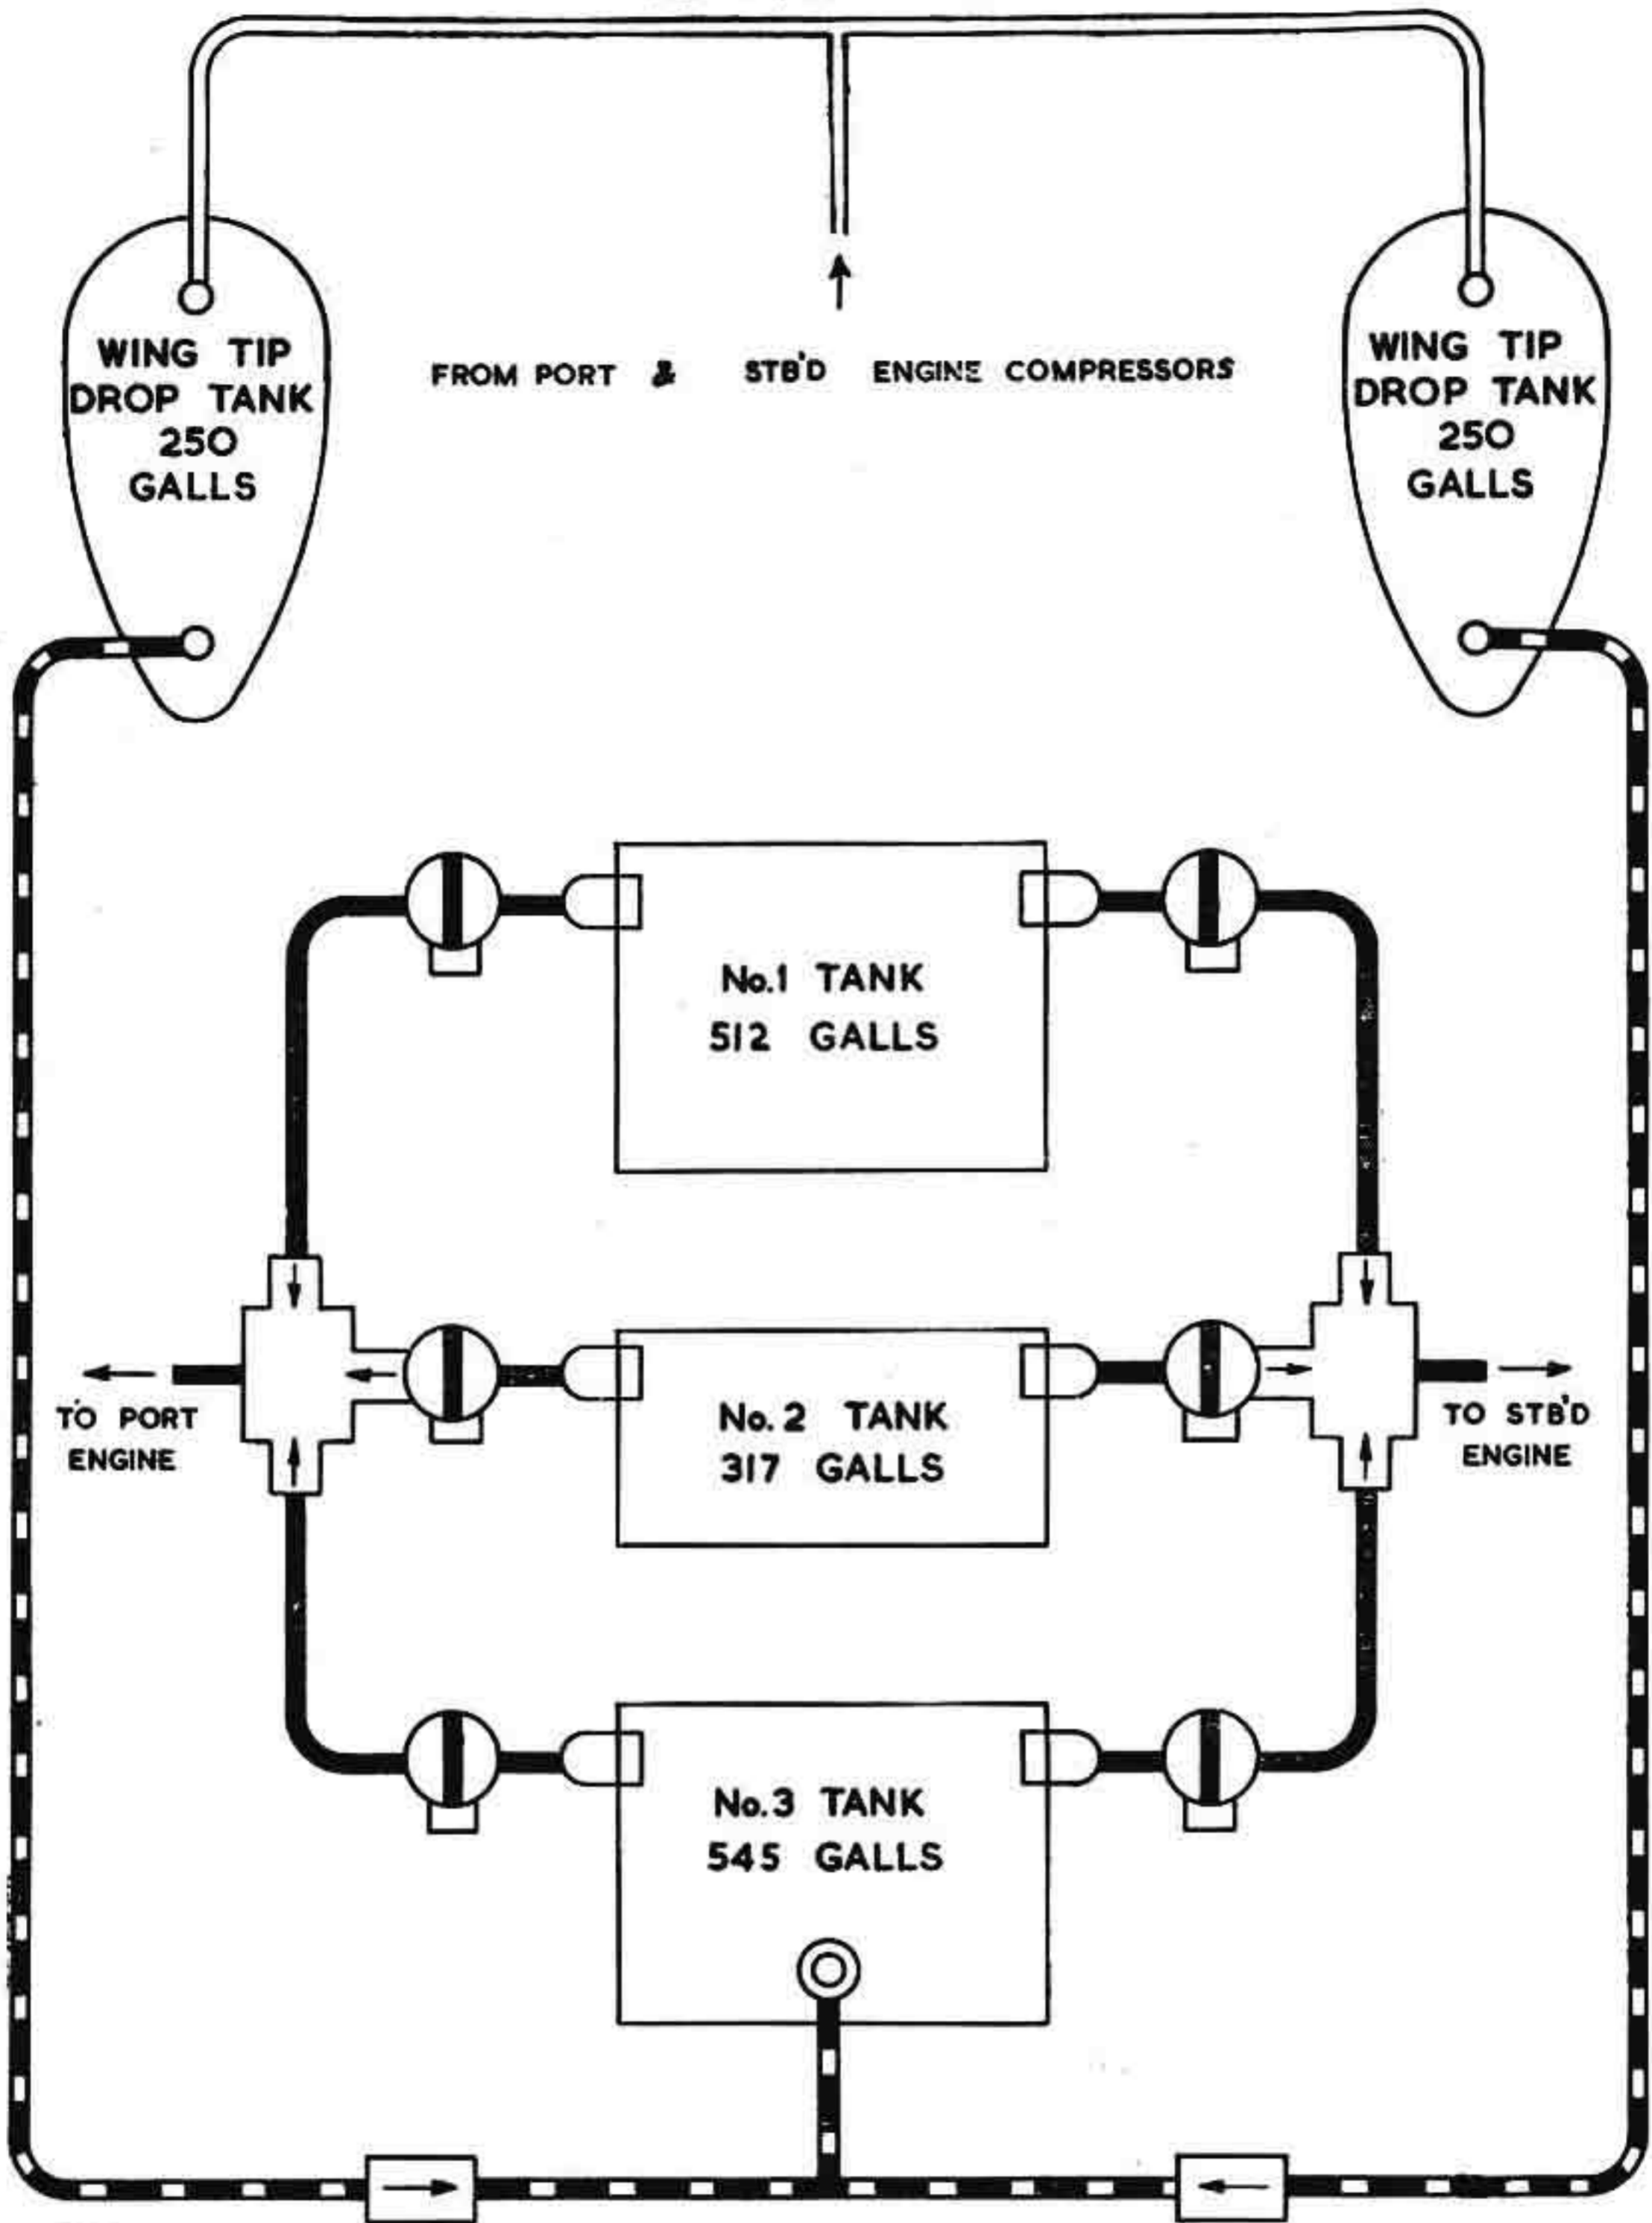 WING TIP
DROP TANK
250
GALLS
FROM PORT & STB'D ENGINE COMPRESSORS
WING TIP
DROP TANK
250
GALLS
No.1 TANK
512 GALLS
TO PORT
ENGINE
No.2 TANK
317 GALLS
TO STB'D
ENGINE
No.3 TANK
545 GALLS